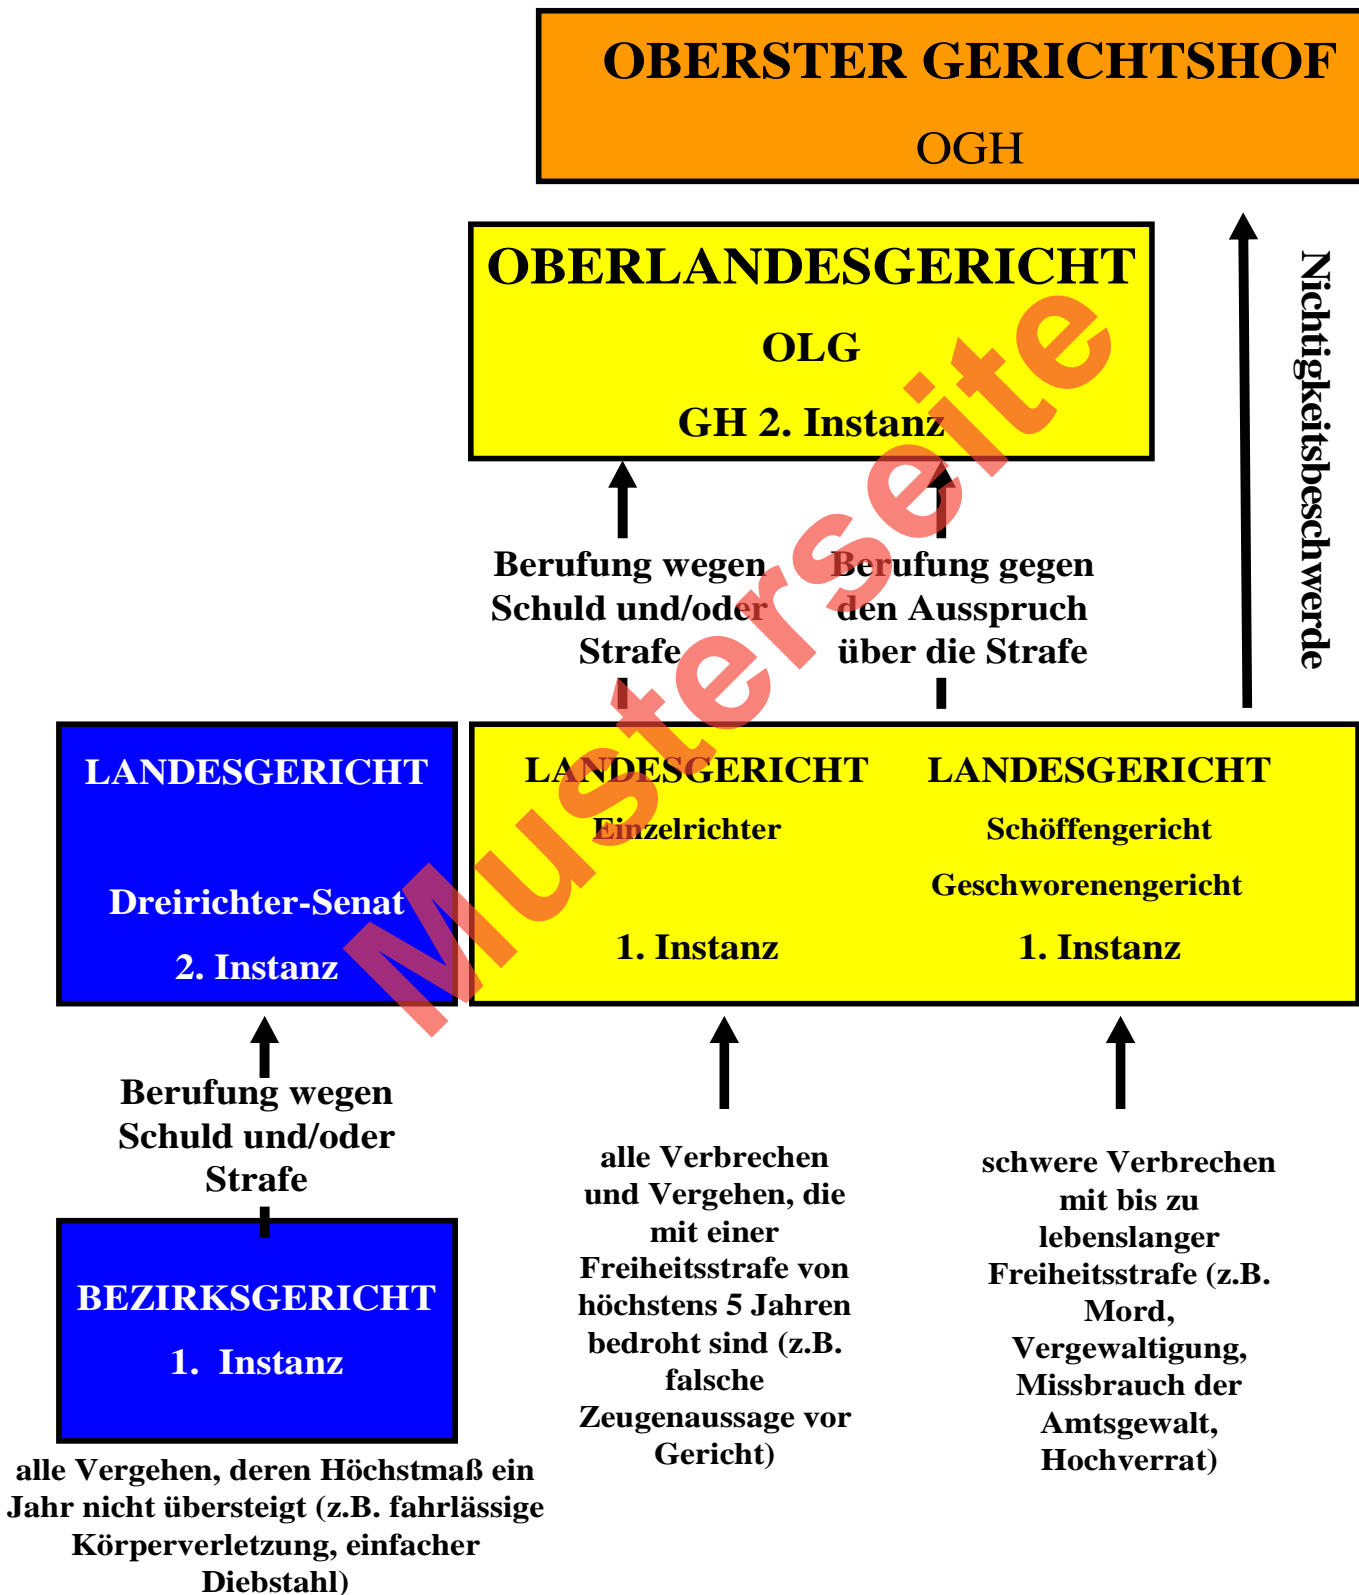 OBERSTER GERICHTSHOF
OGH
OBERLANDESGERICHT
OLG
GH 2. Instanz
Nichtigkeitsbeschwerde
Berufung wegen
Schuld und/oder
Strafe
Berufung gegen
den Ausspruch
über die Strafe
LANDESGERICHT
Dreirichter-Senat
2. Instanz
LANDESGERICHT
Einzelrichter
1. Instanz
LANDESGERICHT
Schöffengericht
Geschworenengericht
1. Instanz
Berufung wegen
Schuld und/oder
Strafe
BEZIRKSGERICHT
1. Instanz
alle Vergehen, deren Höchstmaß ein
Jahr nicht übersteigt (z.B. fahrlässige
Körperverletzung, einfacher
Diebstahl)
alle Verbrechen
und Vergehen, die
mit einer
Freiheitsstrafe von
höchstens 5 Jahren
bedroht sind (z.B.
falsche
Zeugenaussage vor
Gericht)
schwere Verbrechen
mit bis zu
lebenslanger
Freiheitsstrafe (z.B.
Mord,
Vergewaltigung,
Missbrauch der
Amtsgewalt,
Hochverrat)
Musterseite